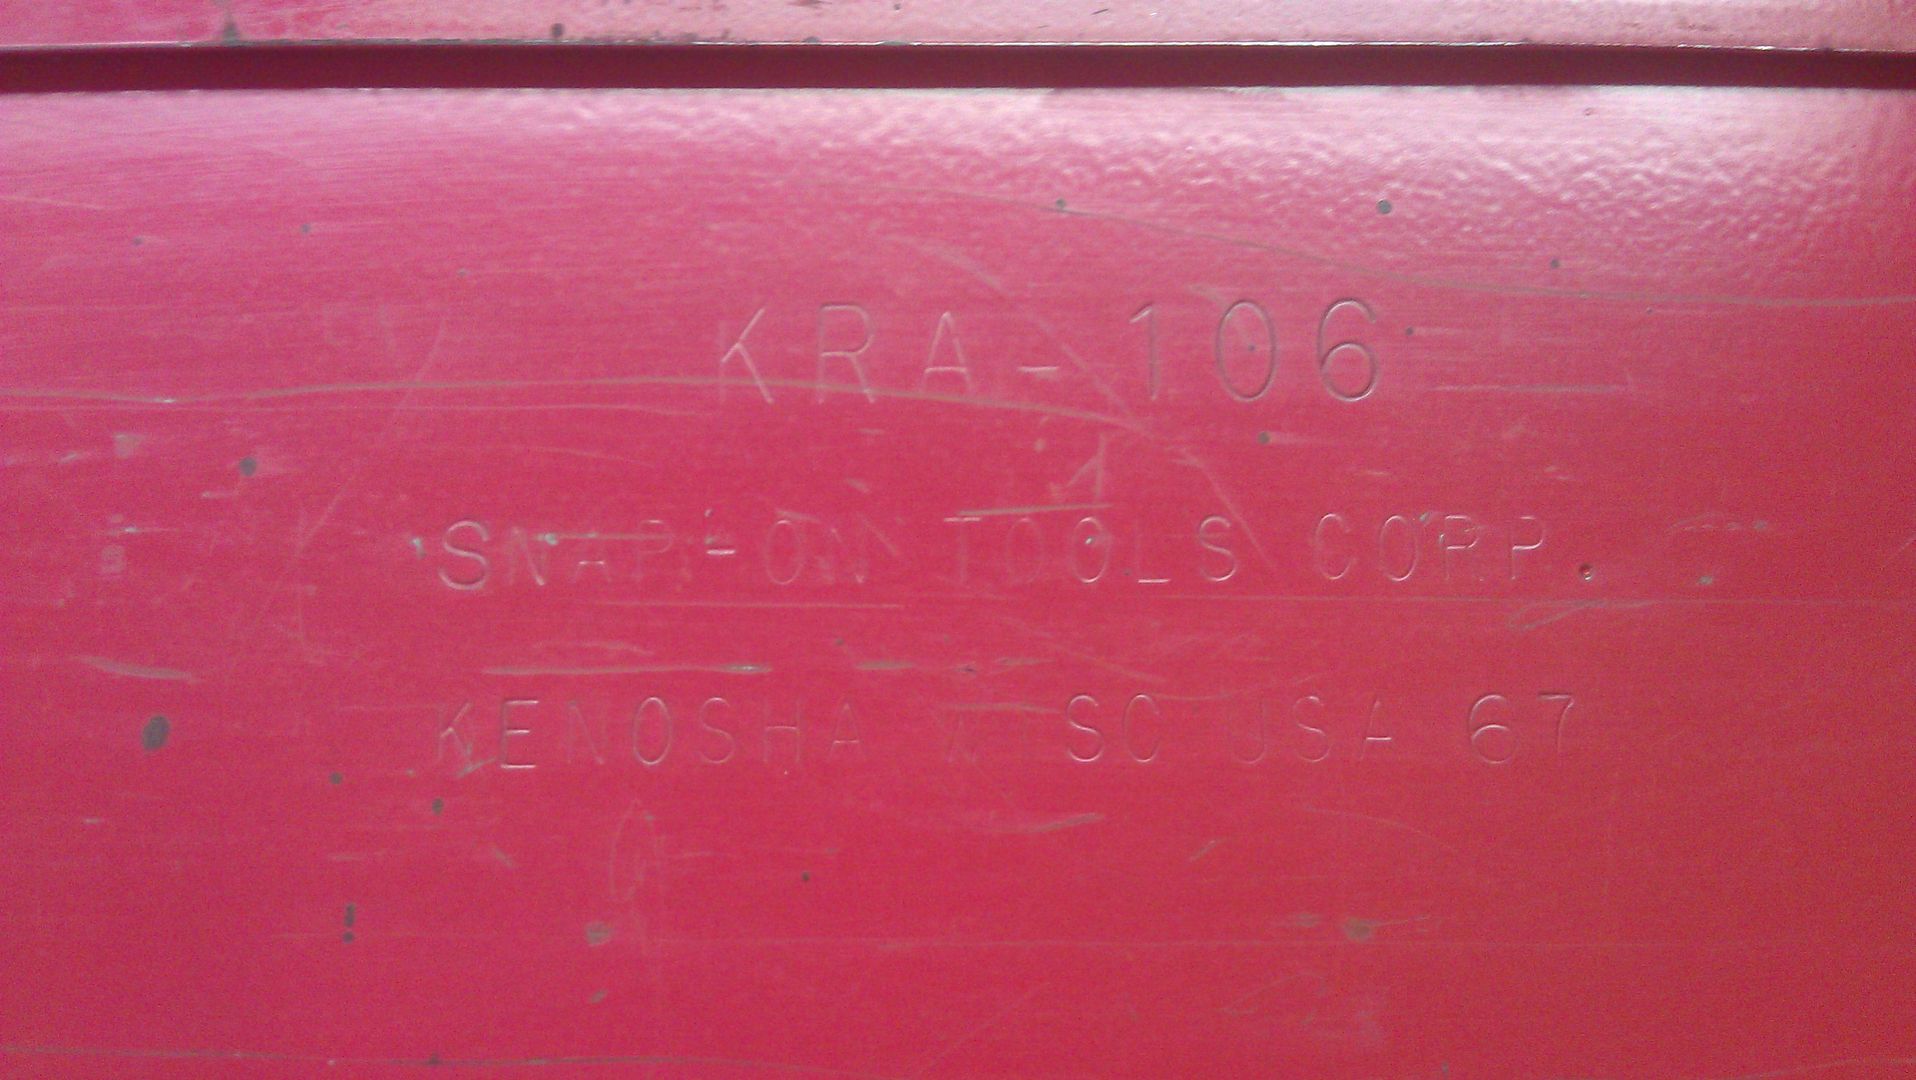 KRA-106
SNAP-ON TOOLS CORP.
KENOSHA WISC USA 67